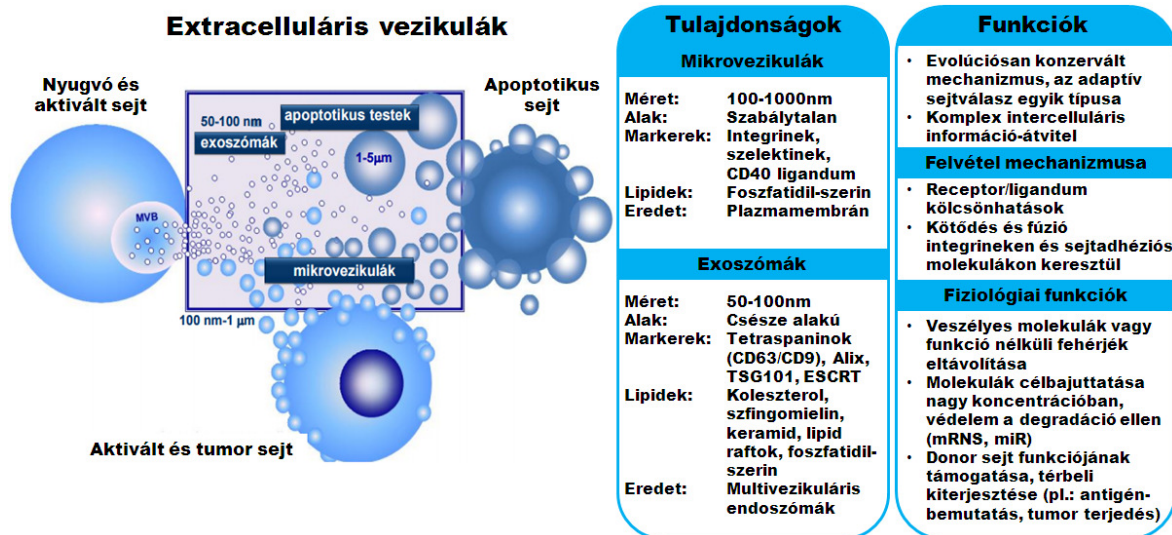 Extracelluláris vezikulák
Nyugvó és
aktivált sejt
50-100 nm
exoszómák
apoptotikus testek
1-5μm
Apoptotikus
sejt
MVB
mikrovezikulák
100 nm-1 μm
Aktivált és tumor sejt
Tulajdonságok
Mikrovezikulák
Méret: 100-1000nm
Alak: Szabálytalan
Markerek: Integrinek,
szelektinek,
CD40 ligandum
Lipidek: Foszfatidil-szerin
Eredet: Plazmamembrán
Exoszómák
Méret: 50-100nm
Alak: Csésze alakú
Markerek: Tetraspaninok
(CD63/CD9), Alix,
TSG101, ESCRT
Lipidek: Koleszterol,
szfingomielin,
keramid, lipid
raftok, foszfatidil-
szerin
Eredet: Multivezikuláris
endoszómák
Funkciók
• Evolúciósan konzervált
mechanizmus, az adaptív
sejtválasz egyik típusa
• Komplex intercelluláris
információ-átvitel
Felvétel mechanizmusa
• Receptor/ligandum
kölcsönhatások
• Kötődés és fúzió
integrineken és sejtadhéziós
molekulákon keresztül
Fiziológiai funkciók
• Veszélyes molekulák vagy
funkció nélküli fehérjék
eltávolítása
• Molekulák célbajuttatása
nagy koncentrációban,
védelem a degradáció ellen
(mRNS, miR)
• Donor sejt funkciójának
támogatása, térbeli
kiterjesztése (pl.: antigén-
bemutatás, tumor terjedés)